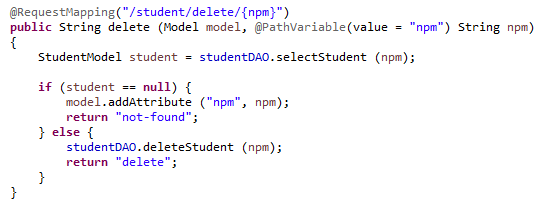 @RequestMapping("/student/delete/{npm}")
public String delete (Model model, @PathVariable(value = "npm") String npm)
{
    StudentModel student = studentDAO.selectStudent (npm);

    if (student == null) {
        model.addAttribute ("npm", npm);
        return "not-found";
    } else {
        studentDAO.deleteStudent (npm);
        return "delete";
    }
}